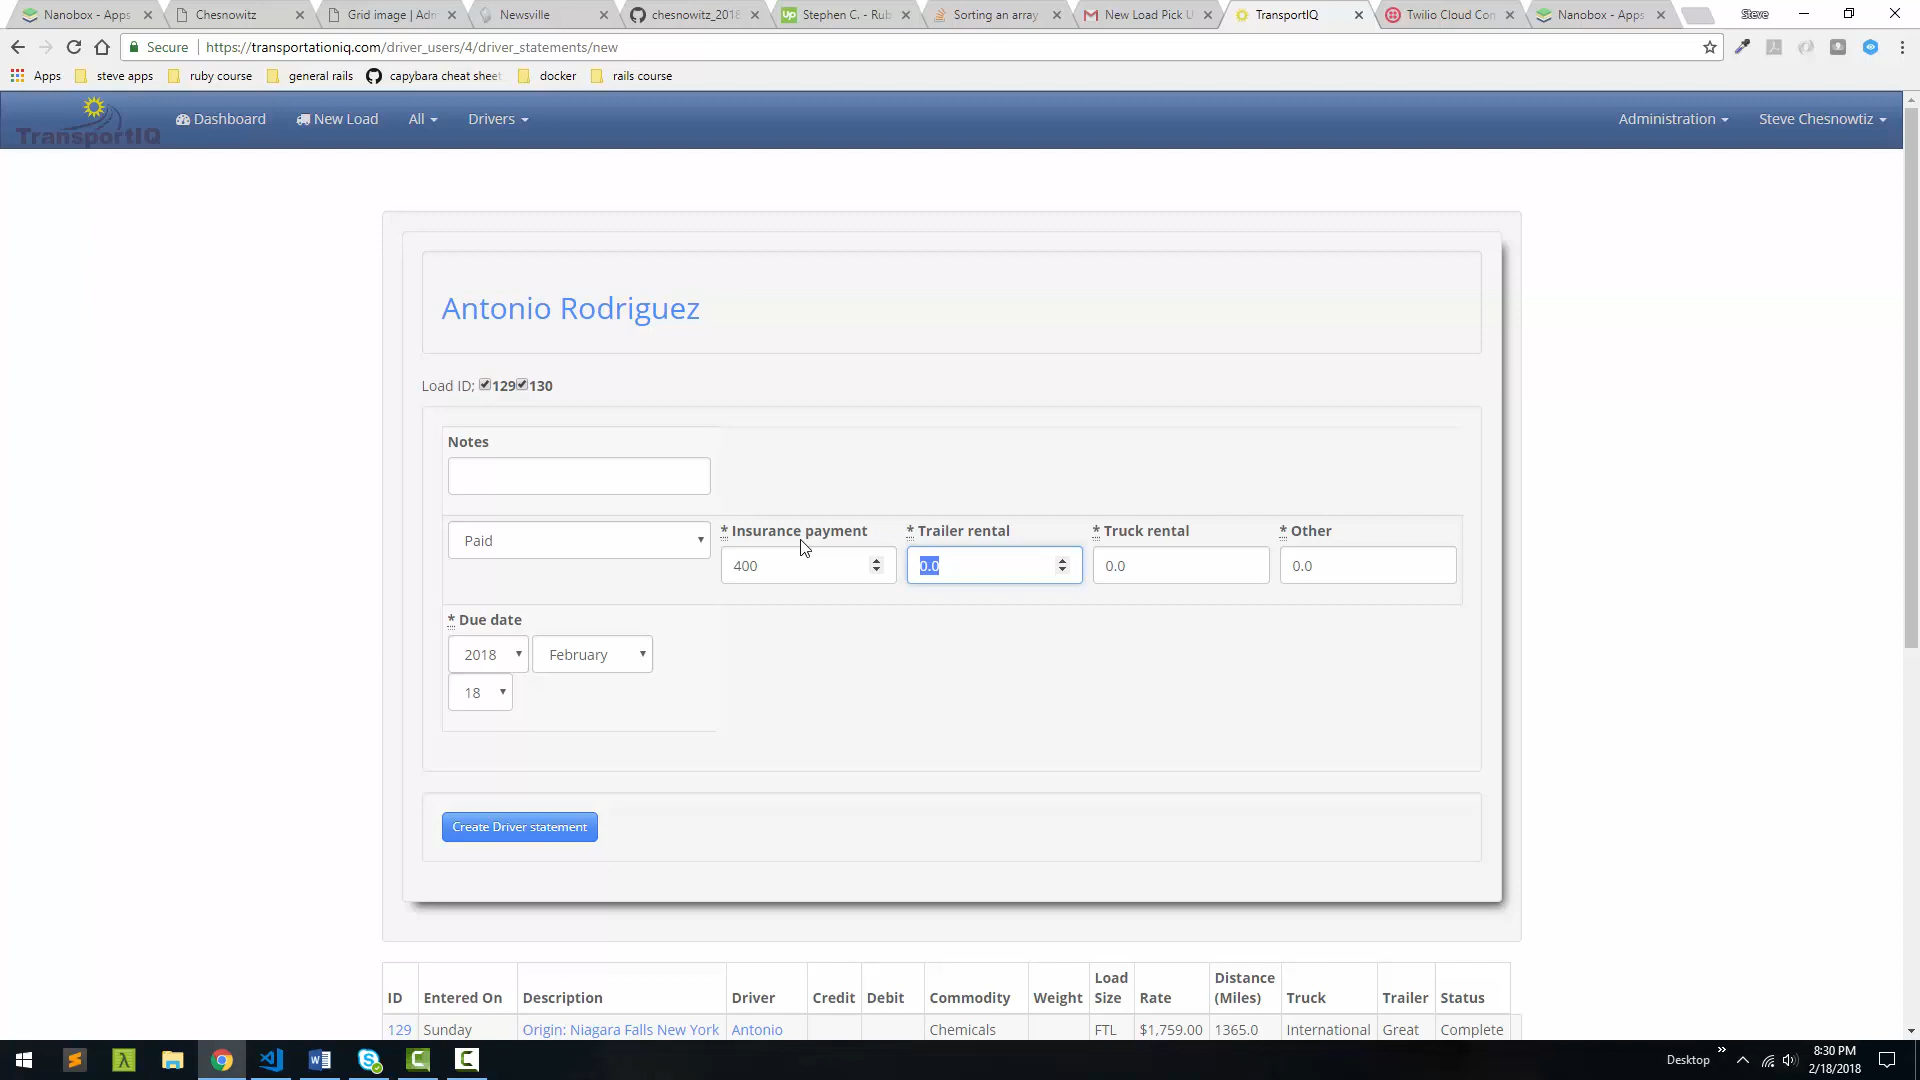 Nanobox - Apps Chesnowitz Grid image | Adm Newsville chesnowitz_2018 Stephen C. - Rub Sorting an array New Load Pick U TransportIQ Twilio Cloud Con Nanobox - Apps Steve
Secure https://transportationiq.com/driver_users/4/driver_statements/new
Apps steve apps ruby course general rails capybara cheat sheet docker rails course
TransportIQ Dashboard New Load All Drivers Administration Steve Chesnowtiz
Antonio Rodriguez
Load ID; 129 130
Notes
Paid * Insurance payment * Trailer rental * Truck rental * Other
400 0.0 0.0 0.0
* Due date
2018 February
18
Create Driver statement
ID Entered On Description Driver Credit Debit Commodity Weight Load Size Rate Distance (Miles) Truck Trailer Status
129 Sunday Origin: Niagara Falls New York Antonio Chemicals FTL $1,759.00 1365.0 International Great Complete
Desktop 8:30 PM
2/18/2018